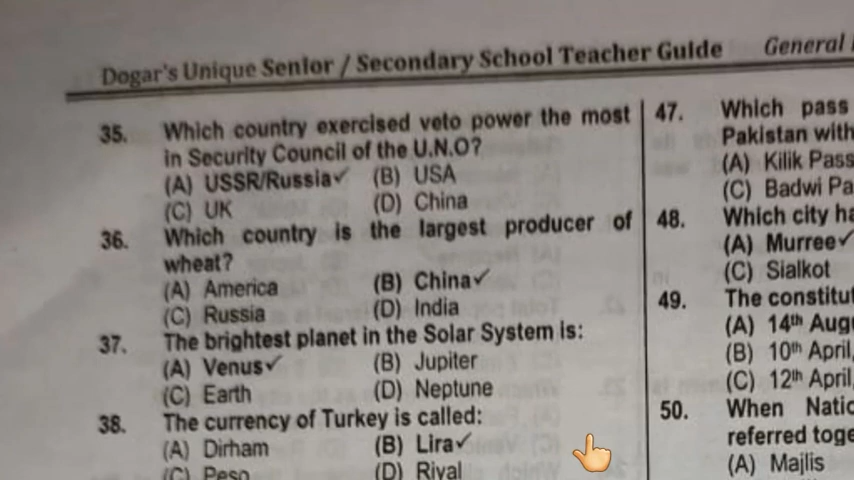 Dogar's Unique Senior / Secondary School Teacher Guide General
35. Which country exercised veto power the most
in Security Council of the U.N.O?
(A) USSR/Russia✓ (B) USA
(C) UK (D) China
36. Which country is the largest producer of
wheat?
(A) America (B) China✓
(C) Russia (D) India
37. The brightest planet in the Solar System is:
(A) Venus✓ (B) Jupiter
(C) Earth (D) Neptune
38. The currency of Turkey is called:
(A) Dirham (B) Lira✓
(C) Peso (D) Riyal
47. Which pass
Pakistan with
(A) Kilik Pass
(C) Badwi Pa
48. Which city ha
(A) Murree✓
(C) Sialkot
49. The constitut
(A) 14th Aug
(B) 10th April,
(C) 12th April,
50. When Natio
referred toge
(A) Majlis